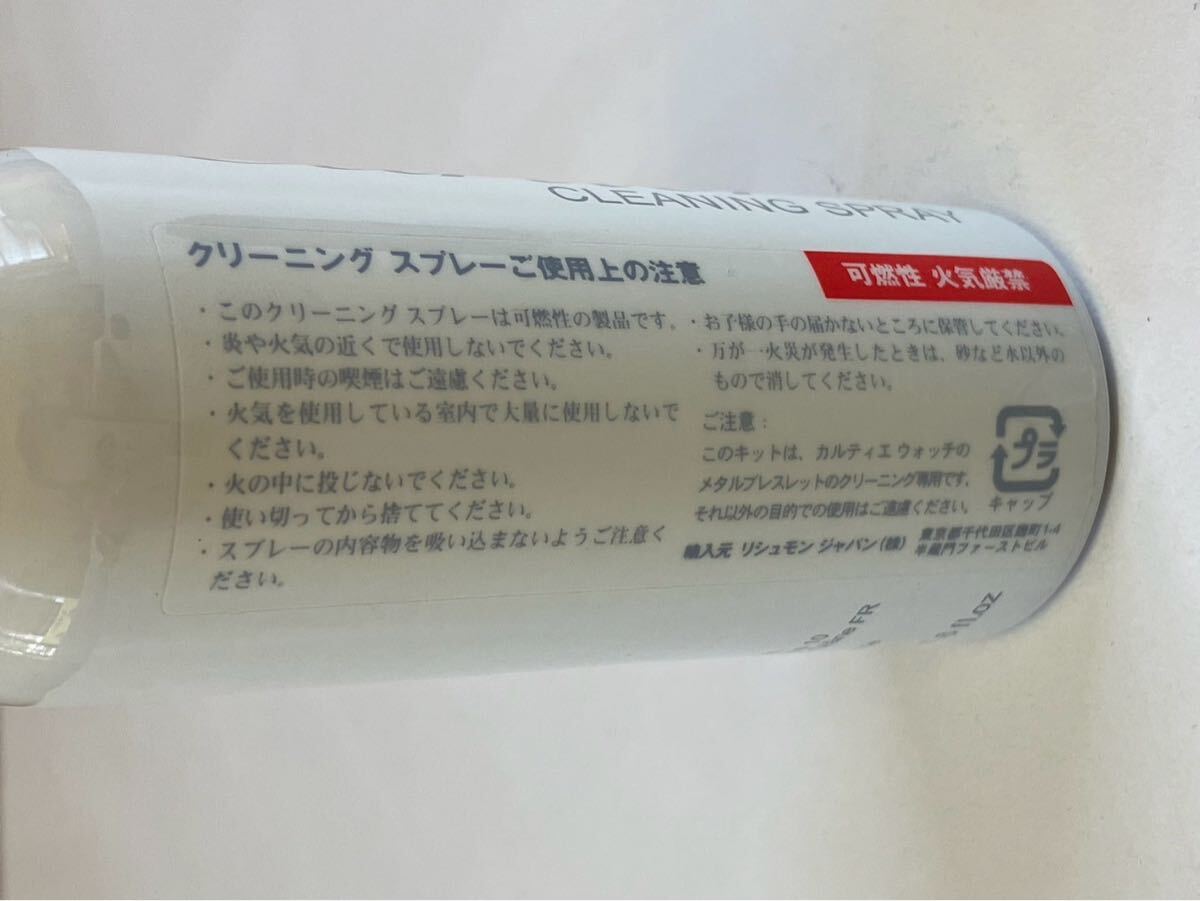 CLEANING SPRAY
クリーニング スプレーご使用上の注意
・このクリーニング スプレーは可燃性の製品です。
・炎や火気の近くで使用しないでください。
・ご使用時の喫煙はご遠慮ください。
・火気を使用している室内で大量に使用しないで
ください。
・火の中に投じないでください。
・使い切ってから捨ててください。
・スプレーの内容物を吸い込まないようご注意く
ださい。
可燃性 火気厳禁
・お子様の手の届かないところに保管してください。
・万が一火災が発生したときは、砂など水以外の
もので消してください。
ご注意：
このキットは、カルティエ ウォッチの
メタルブレスレットのクリーニング専用です。
それ以外の目的での使用はご遠慮ください。
プラ
キャップ
輸入元 リシュモン ジャパン(株)
東京都千代田区麹町1-4
半蔵門ファーストビル
FR
fl.oz